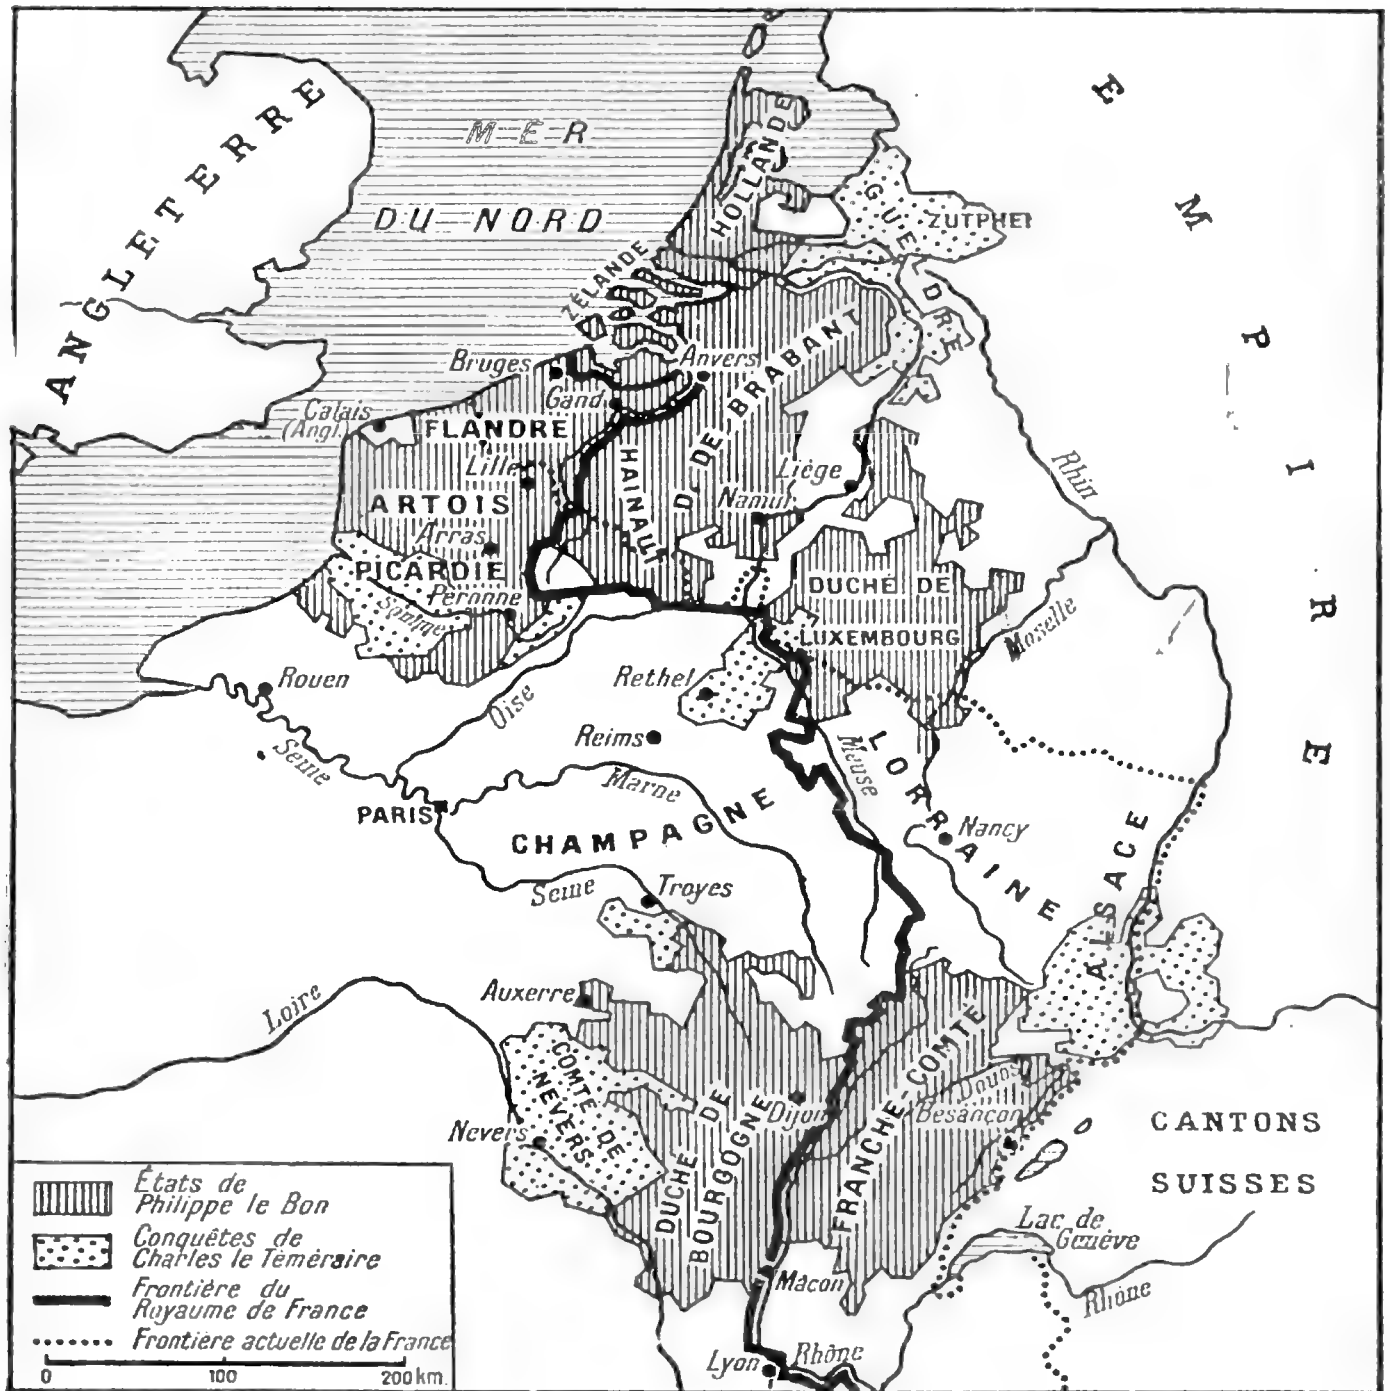 ANGLETERRE
MER
DU NORD
EMPIRE
HOLLANDE
GUELDRE
ZUTPHEN
ZÉLANDE
Bruges
Anvers
Gand
Calais
(Angl.)
FLANDRE
D. DE BRABANT
Lille
HAINAUT
Liège
Namur
Rhin
ARTOIS
Arras
PICARDIE
Péronne
Somme
DUCHÉ DE
LUXEMBOURG
Moselle
Rouen
Oise
Rethel
Reims
Seine
Marne
Meuse
LORRAINE
PARIS
CHAMPAGNE
Nancy
ALSACE
Seine
Troyes
Auxerre
Loire
COMTÉ DE
NEVERS
Nevers
DUCHÉ DE
BOURGOGNE
Dijon
FRANCHE-COMTÉ
Doubs
Besançon
CANTONS
SUISSES
Lac de
Genève
Rhône
Mâcon
Lyon
Rhône
États de
Philippe le Bon
Conquêtes de
Charles le Téméraire
Frontière du
Royaume de France
Frontière actuelle de la France
0 100 200 km.